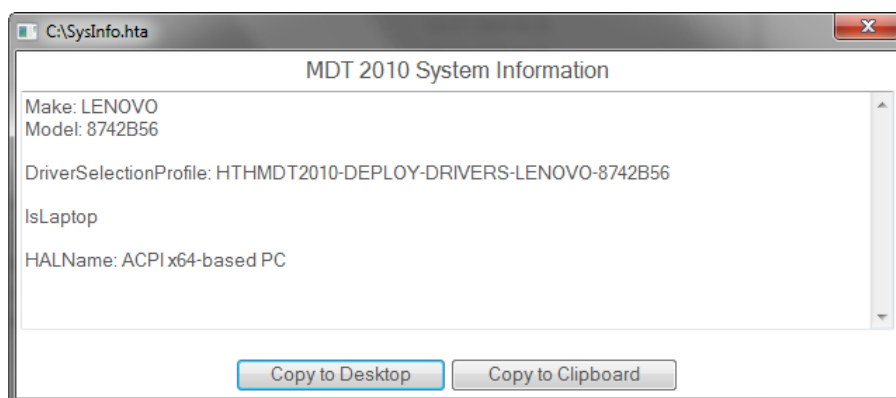 C:\SysInfo.hta
MDT 2010 System Information
Make: LENOVO
Model: 8742B56
DriverSelectionProfile: HTHMDT2010-DEPLOY-DRIVERS-LENOVO-8742B56
IsLaptop
HALName: ACPI x64-based PC
Copy to Desktop
Copy to Clipboard